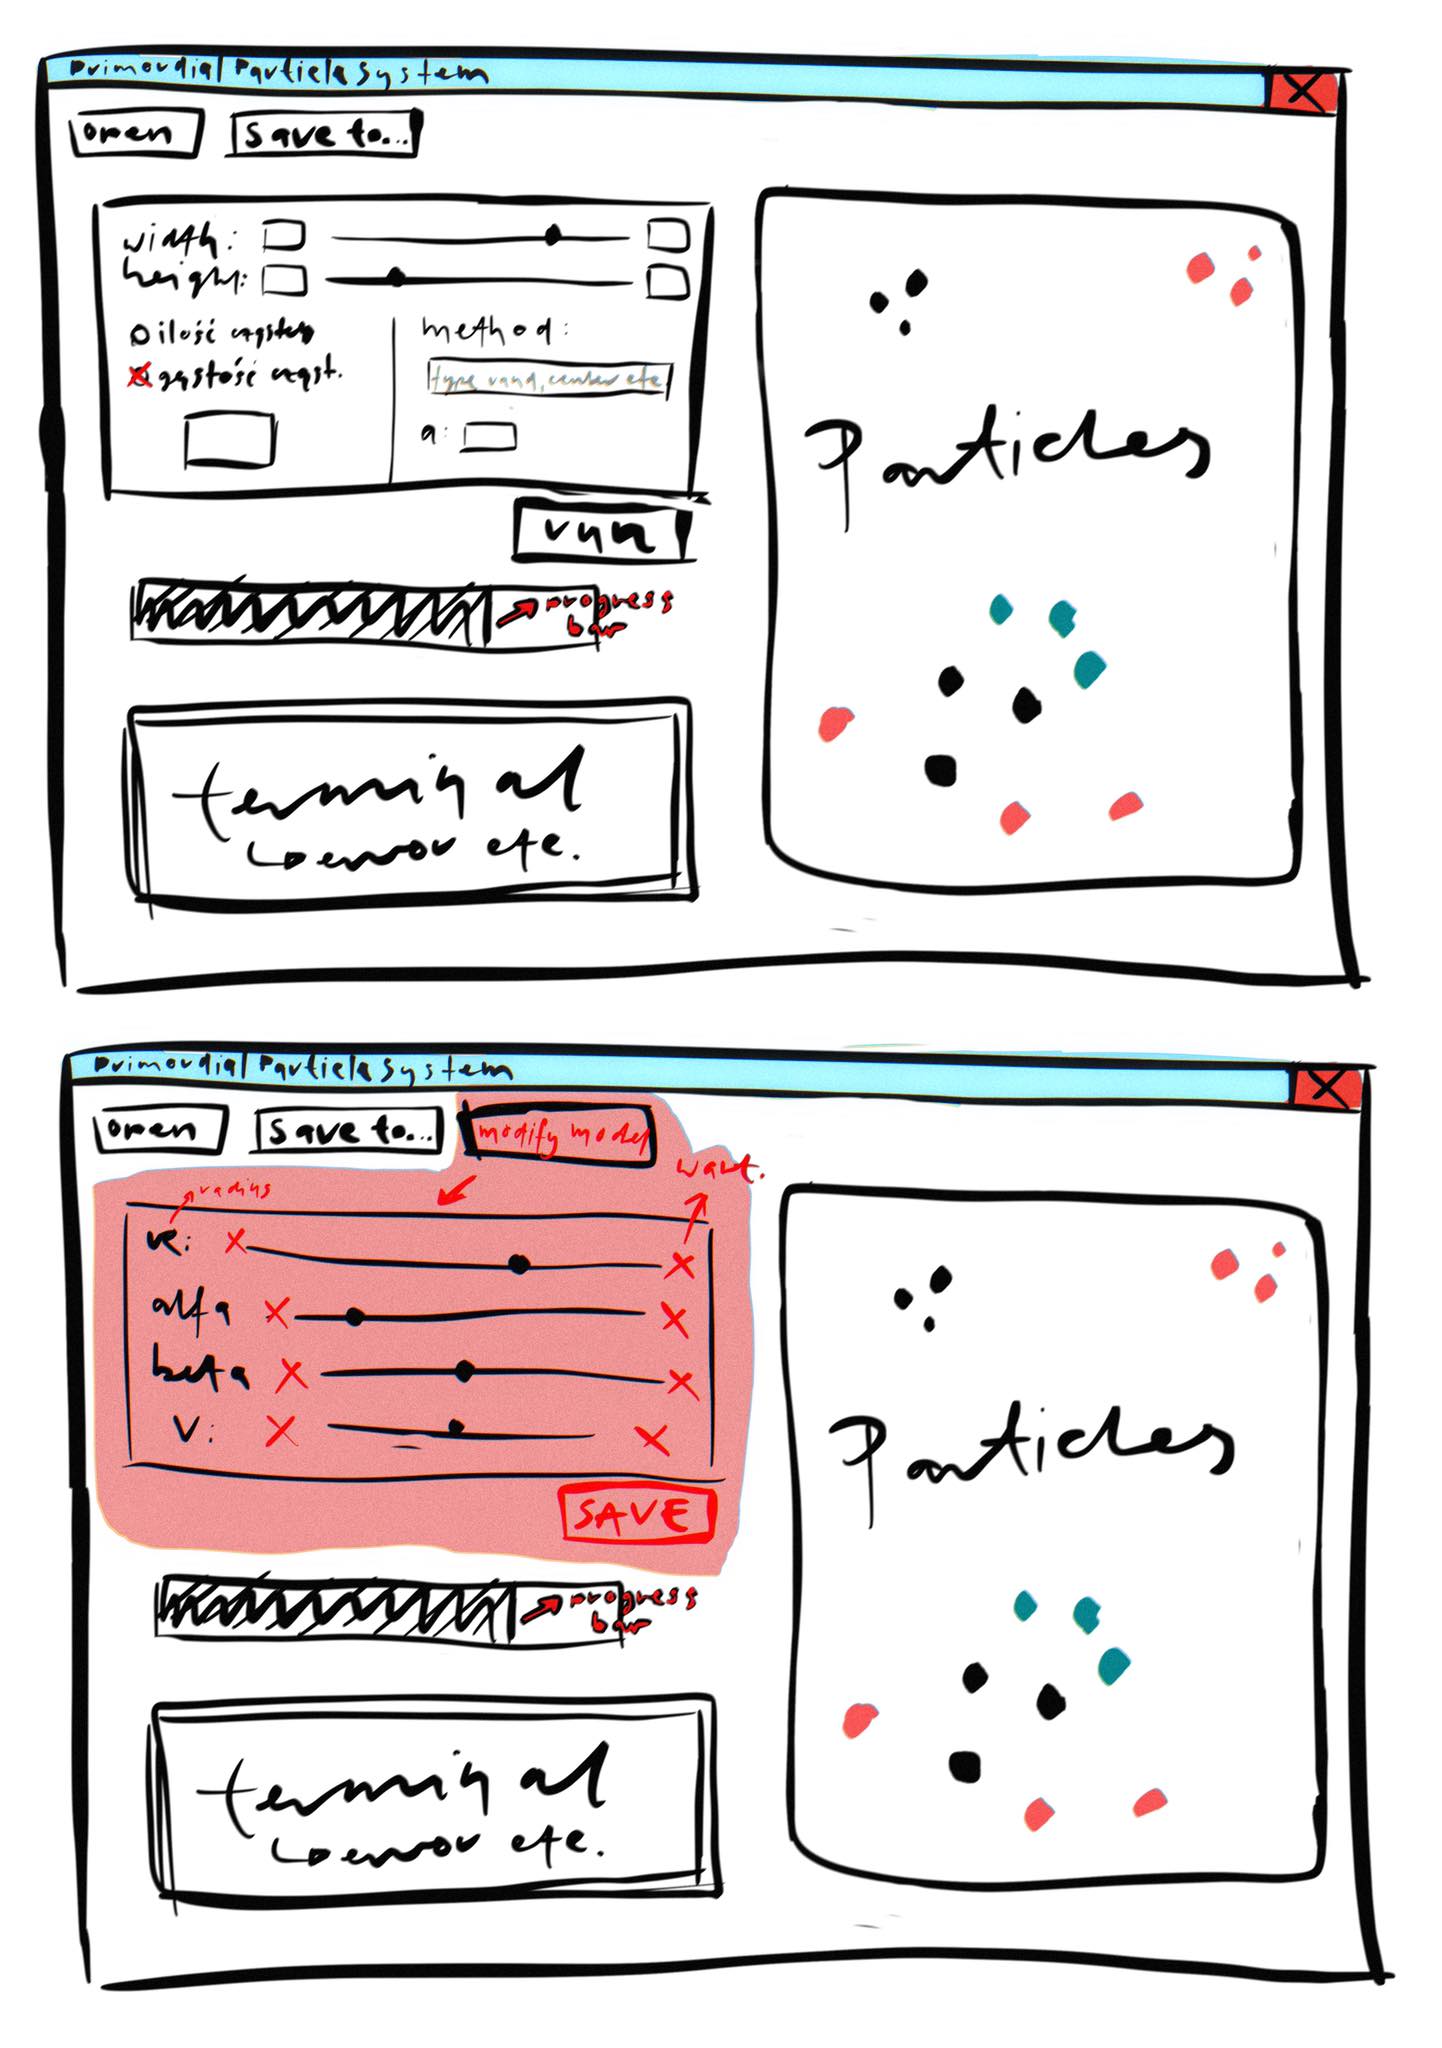 Primordial Particle System
X
open
save to...
width:
height:
ilość cząstek
method:
gęstość cząst.
type rand, center etc.
a:
run
progress
bar
Particles
terminal
error etc.
Primordial Particle System
X
open
save to...
modify model
radius
wart.
r:
alfa
beta
v:
SAVE
progress
bar
Particles
terminal
error etc.